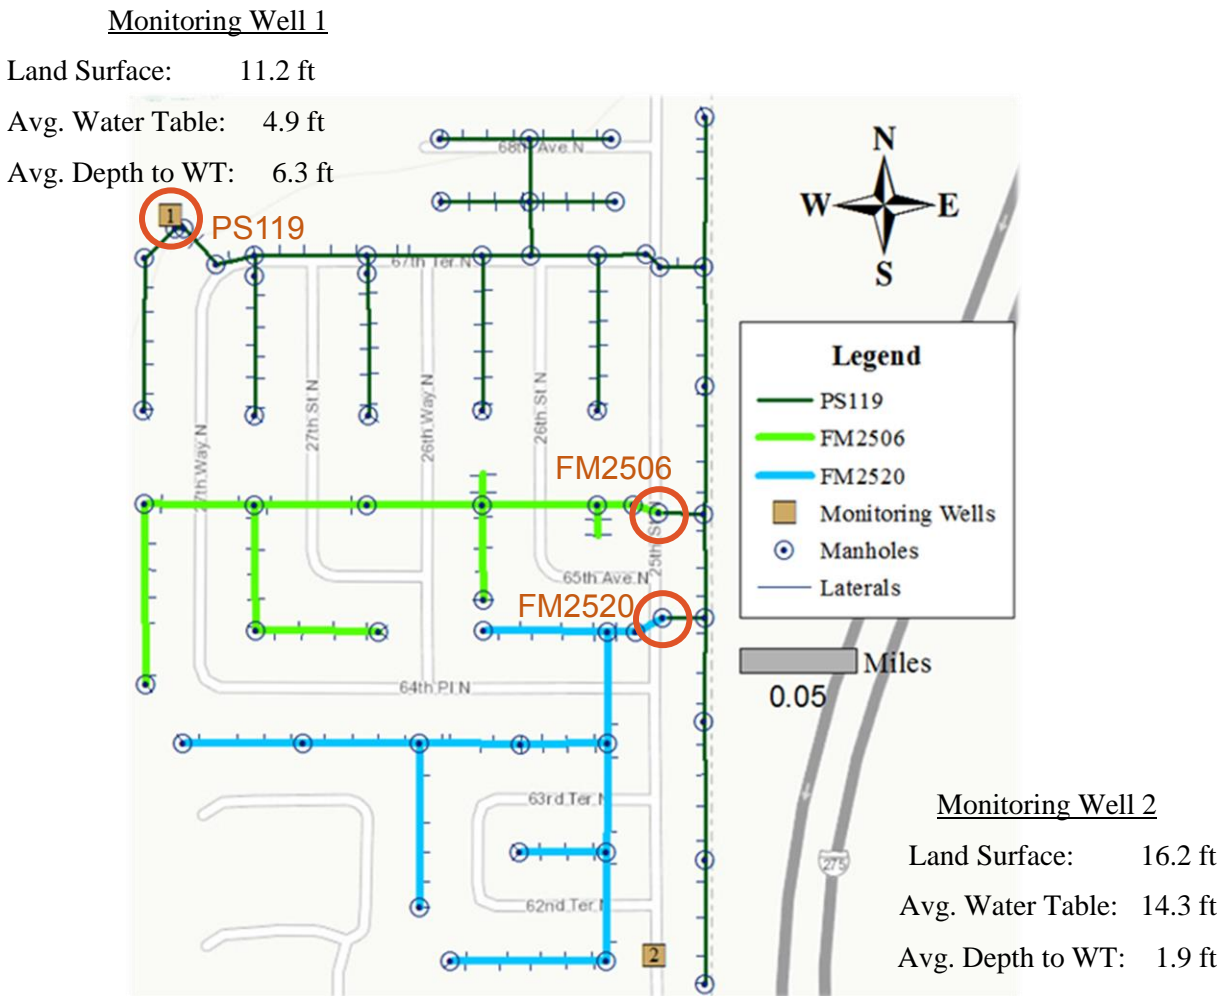 Monitoring Well 1
Land Surface: 11.2 ft
Avg. Water Table: 4.9 ft
Avg. Depth to WT: 6.3 ft
68th Ave N
N
W E
S
1
PS119
67th Ter N
Legend
PS119
FM2506
FM2520
Monitoring Wells
Manholes
Laterals
27th Way N
27th St N
26th Way N
26th St N
25th St N
FM2506
65th Ave N
FM2520
64th Pl N
Miles
0.05
63rd Ter N
62nd Ter N
2
275
Monitoring Well 2
Land Surface: 16.2 ft
Avg. Water Table: 14.3 ft
Avg. Depth to WT: 1.9 ft